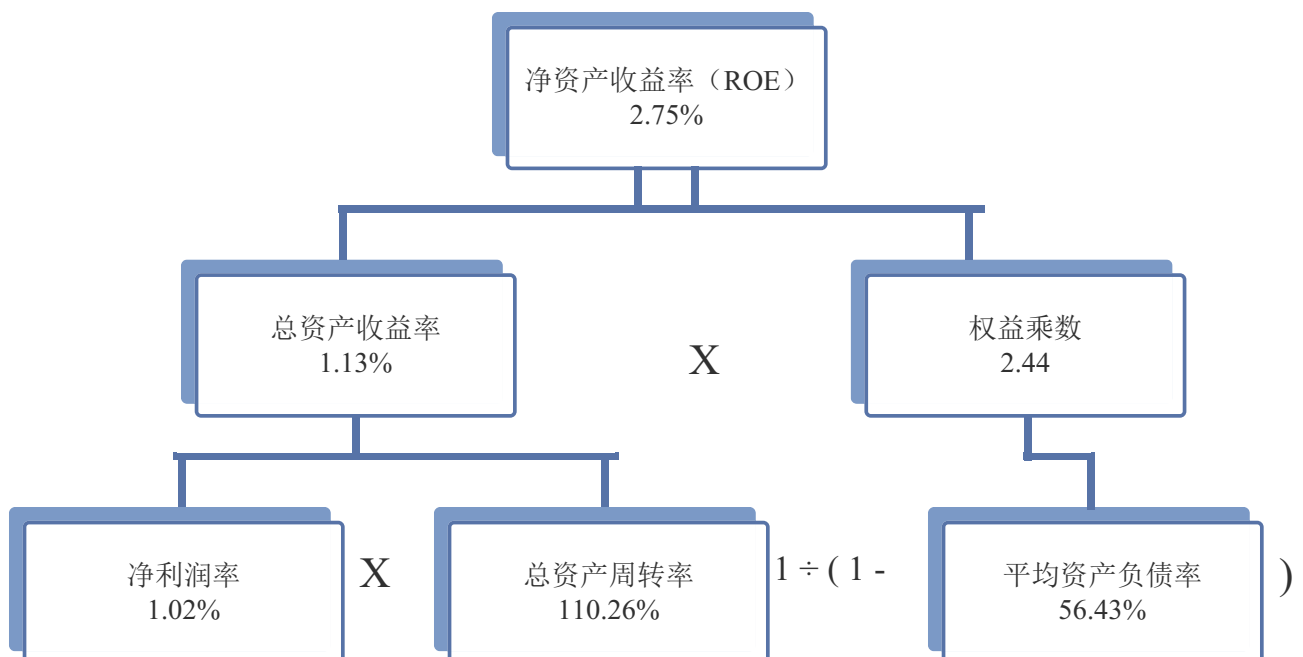 净资产收益率（ROE）
2.75%
总资产收益率
1.13%
X
权益乘数
2.44
净利润率
1.02%
X
总资产周转率
110.26%
1 ÷ ( 1 -
平均资产负债率
56.43%
)